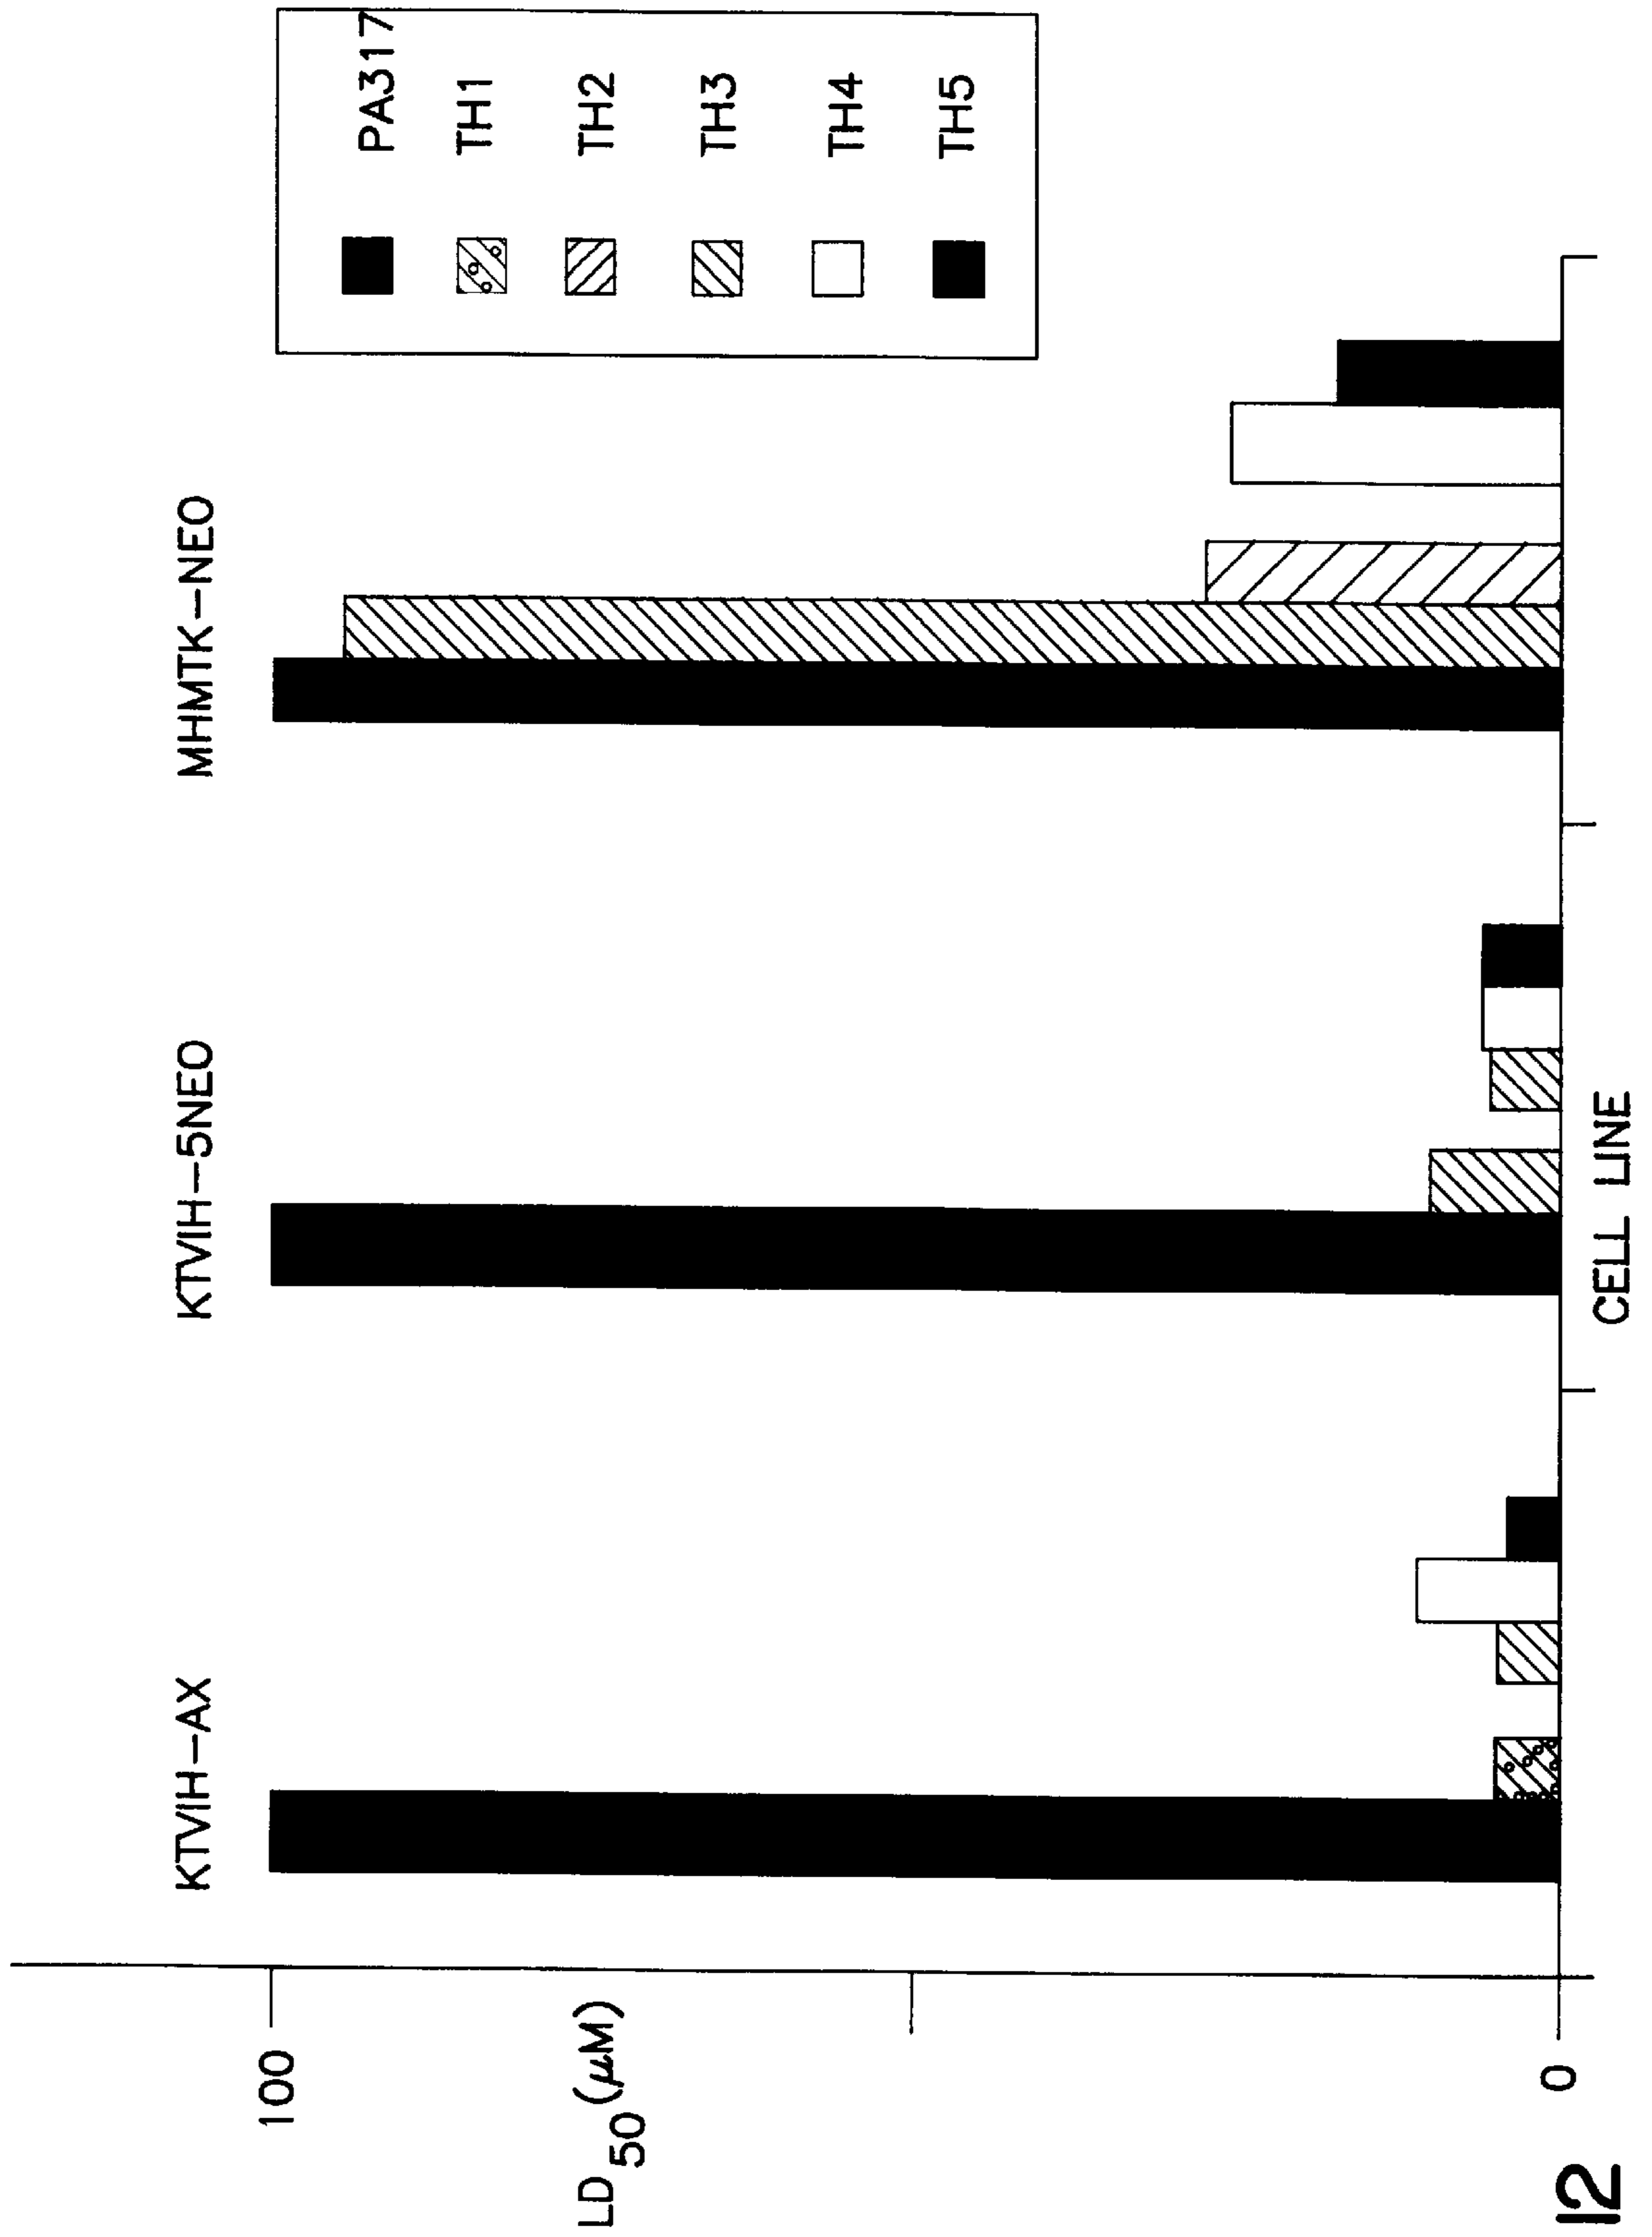 KTVIH-AX
KTVIH-5NEO
MHMTK-NEO
PA317
TH1
TH2
TH3
TH4
TH5
100
LD50 (μM)
0
CELL LINE
12